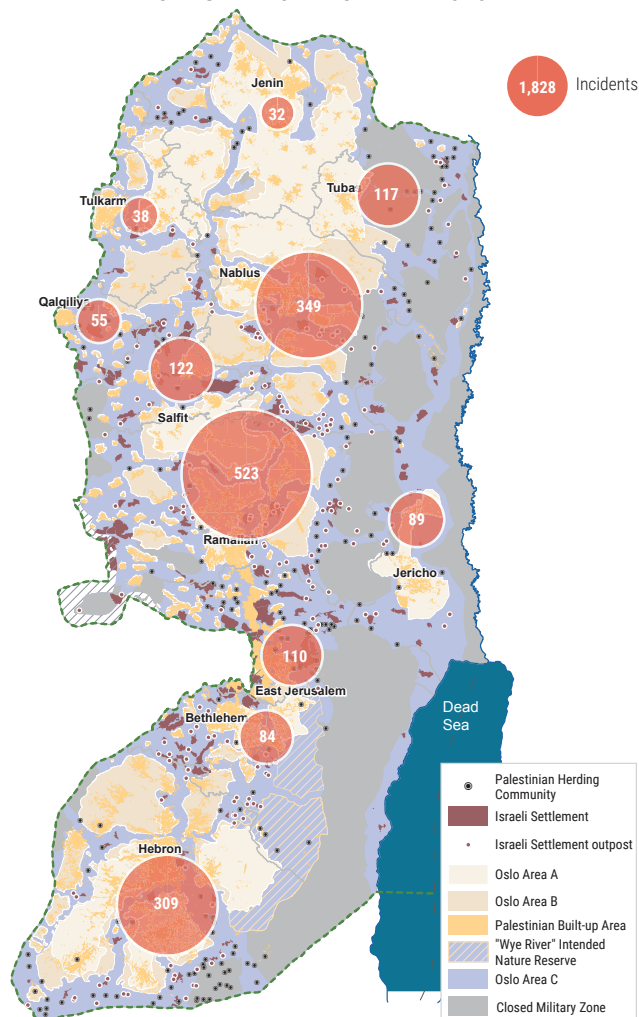 1,828
Incidents
Jenin
32
Tuba
117
Tulkarm
38
Nablus
349
Qalqiliya
55
122
Salfit
523
Ramallah
89
Jericho
110
East Jerusalem
Bethlehem
84
Dead
Sea
Hebron
309
Palestinian Herding
Community
Israeli Settlement
Israeli Settlement outpost
Oslo Area A
Oslo Area B
Palestinian Built-up Area
"Wye River" Intended
Nature Reserve
Oslo Area C
Closed Military Zone